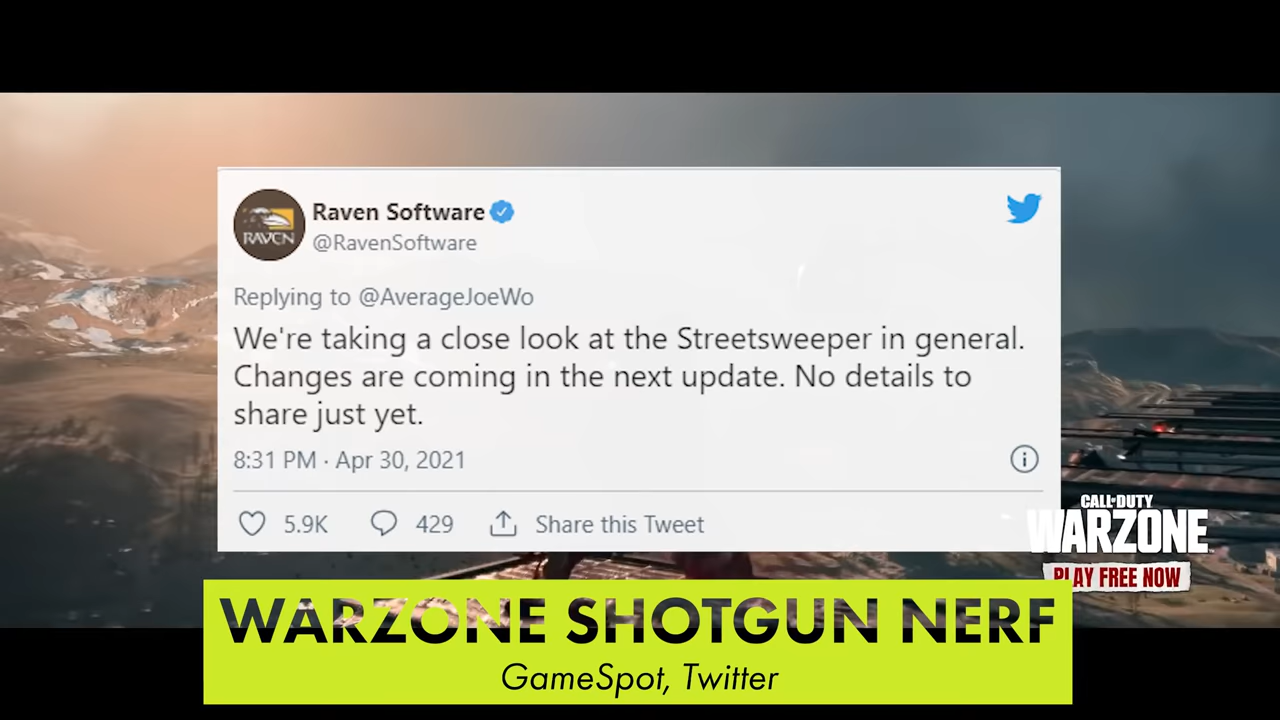 Raven Software
@RavenSoftware
RAVEN
Replying to @AverageJoeWo
We're taking a close look at the Streetsweeper in general.
Changes are coming in the next update. No details to
share just yet.
8:31 PM · Apr 30, 2021
5.9K 429 Share this Tweet
CALL OF DUTY
WARZONE
PLAY FREE NOW
WARZONE SHOTGUN NERF
GameSpot, Twitter